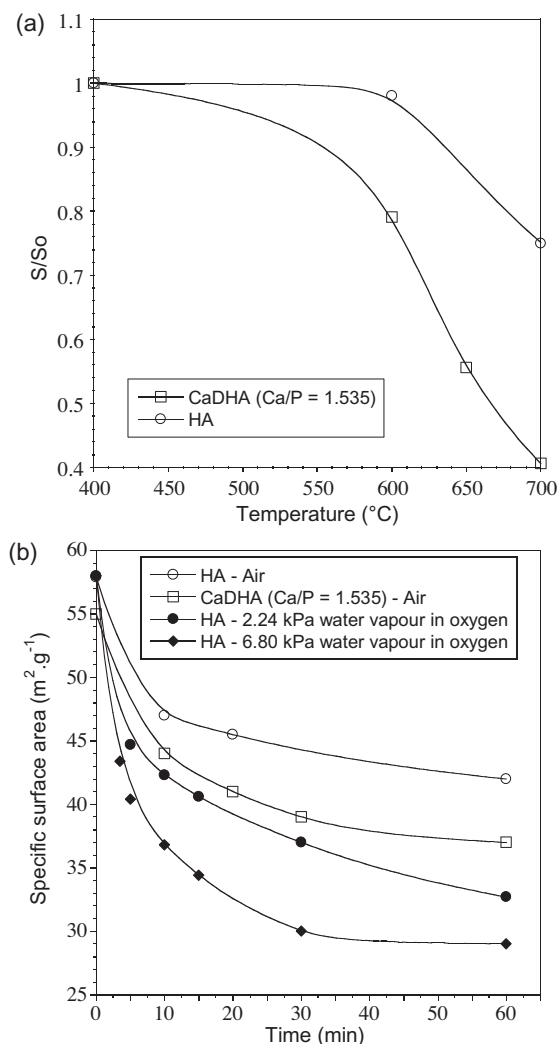 (a)
1.1
1
0.9
0.8
0.7
0.6
0.5
0.4
S/So
CaDHA (Ca/P = 1.535)
HA
400 450 500 550 600 650 700
Temperature (°C)
(b)
60
55
50
45
40
35
30
25
Specific surface area (m².g⁻¹)
HA - Air
CaDHA (Ca/P = 1.535) - Air
HA - 2.24 kPa water vapour in oxygen
HA - 6.80 kPa water vapour in oxygen
0 10 20 30 40 50 60
Time (min)